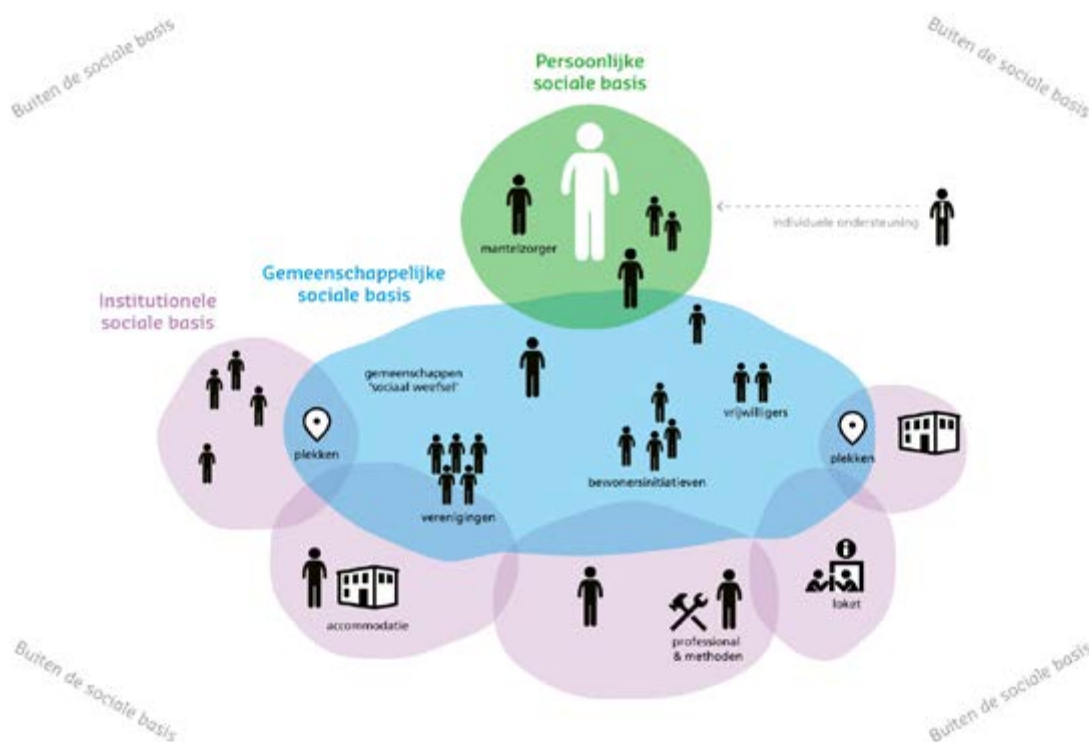 Buiten de sociale basis
Buiten de sociale basis
Persoonlijke
sociale basis
mantelzorger
individuele ondersteuning
Gemeenschappelijke
sociale basis
Institutionele
sociale basis
gemeenschappen
'sociaal weefsel'
vrijwilligers
plekken
plekken
bewonersinitiatieven
verenigingen
accommodatie
loket
professional
& methoden
Buiten de sociale basis
Buiten de sociale basis